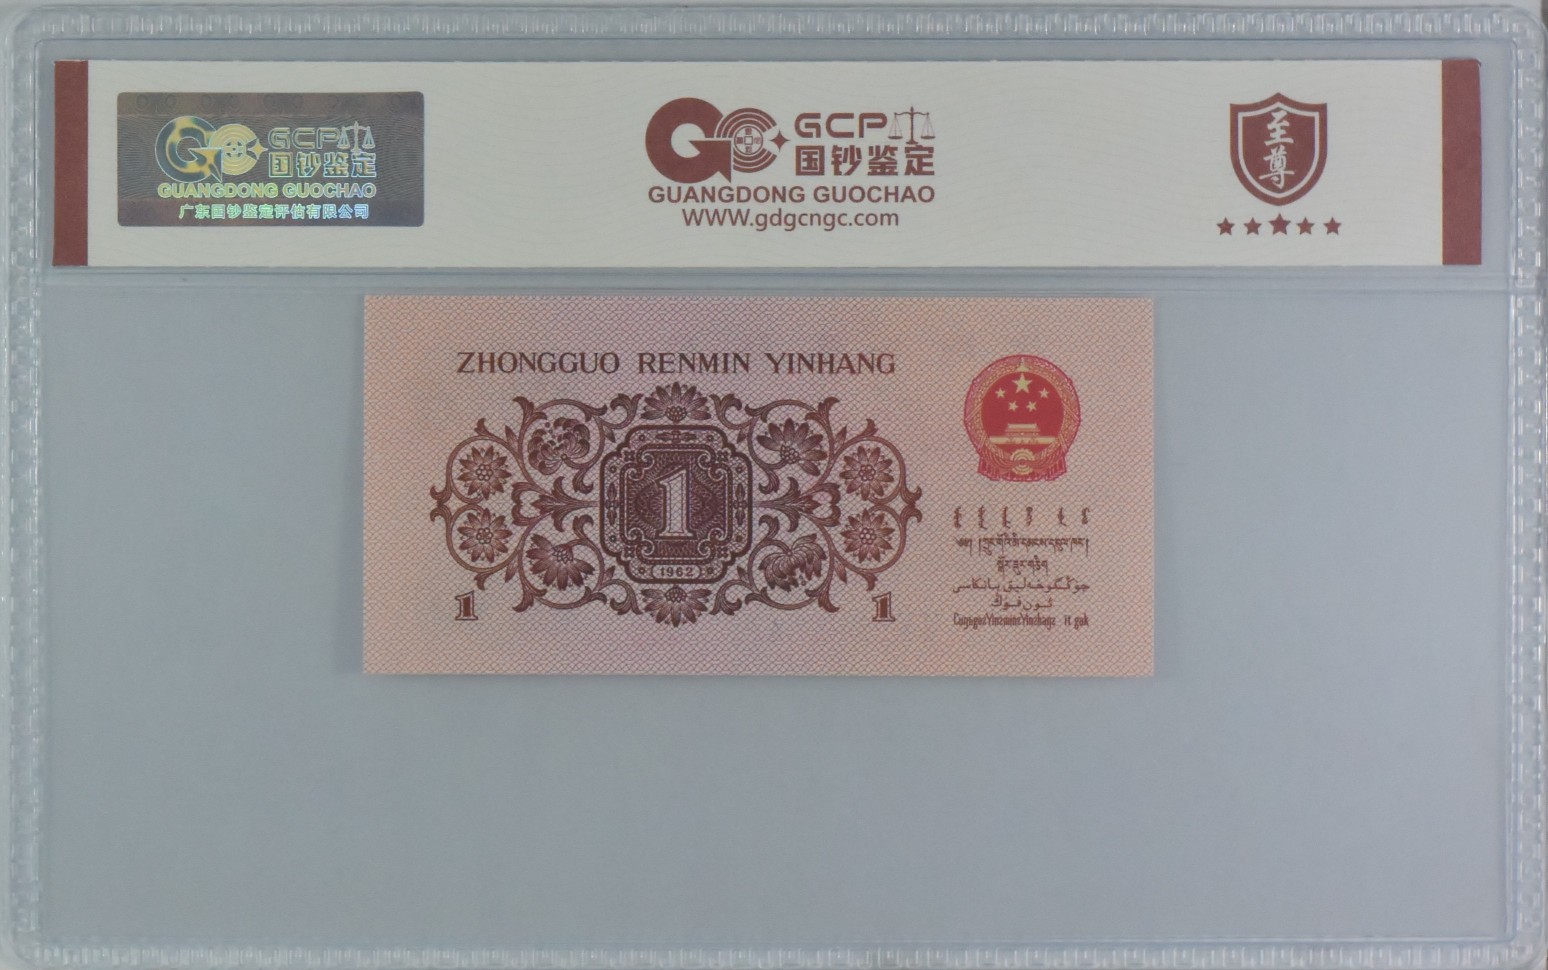 GCP
国钞鉴定
GUANGDONG GUOCHAO
广东国钞鉴定评估有限公司
GCP
国钞鉴定
GUANGDONG GUOCHAO
WWW.gdgcngc.com
至
尊
ZHONGGUO RENMIN YINHANG
1
(1962)
1
1
جۇڭگوخەلىق بانكاسى